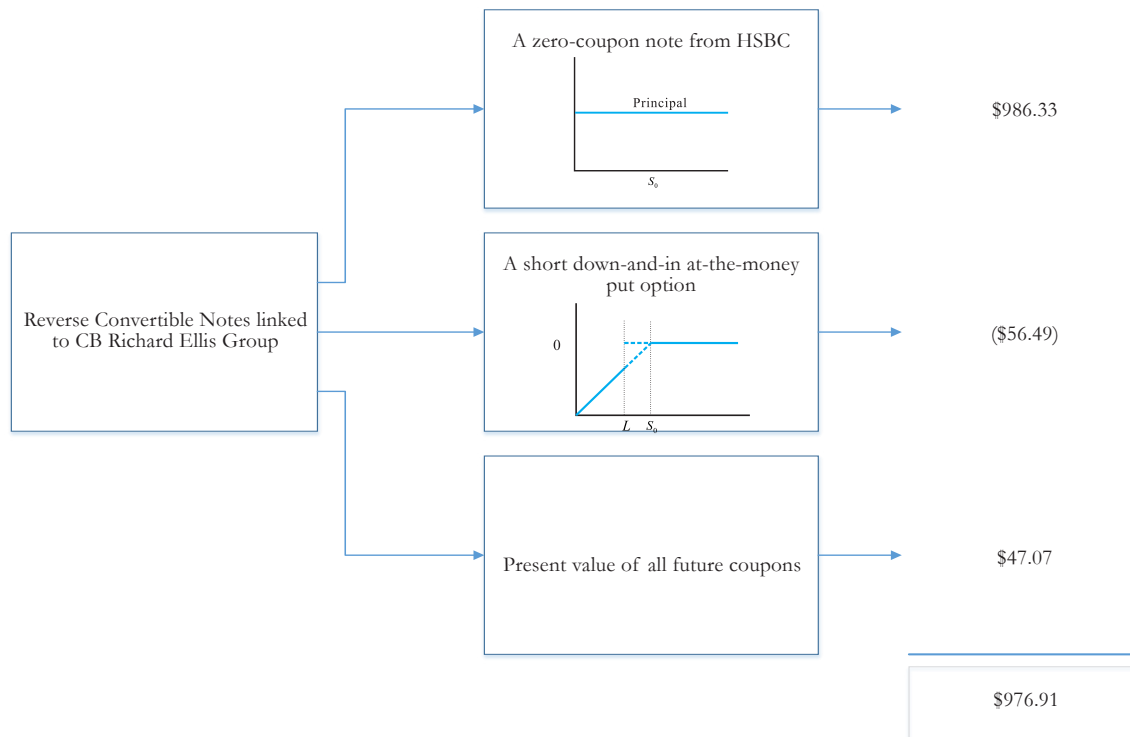 A zero-coupon note from HSBC
Principal
S₀
$986.33
Reverse Convertible Notes linked
to CB Richard Ellis Group
A short down-and-in at-the-money
put option
0
L S₀
($56.49)
Present value of all future coupons
$47.07
$976.91